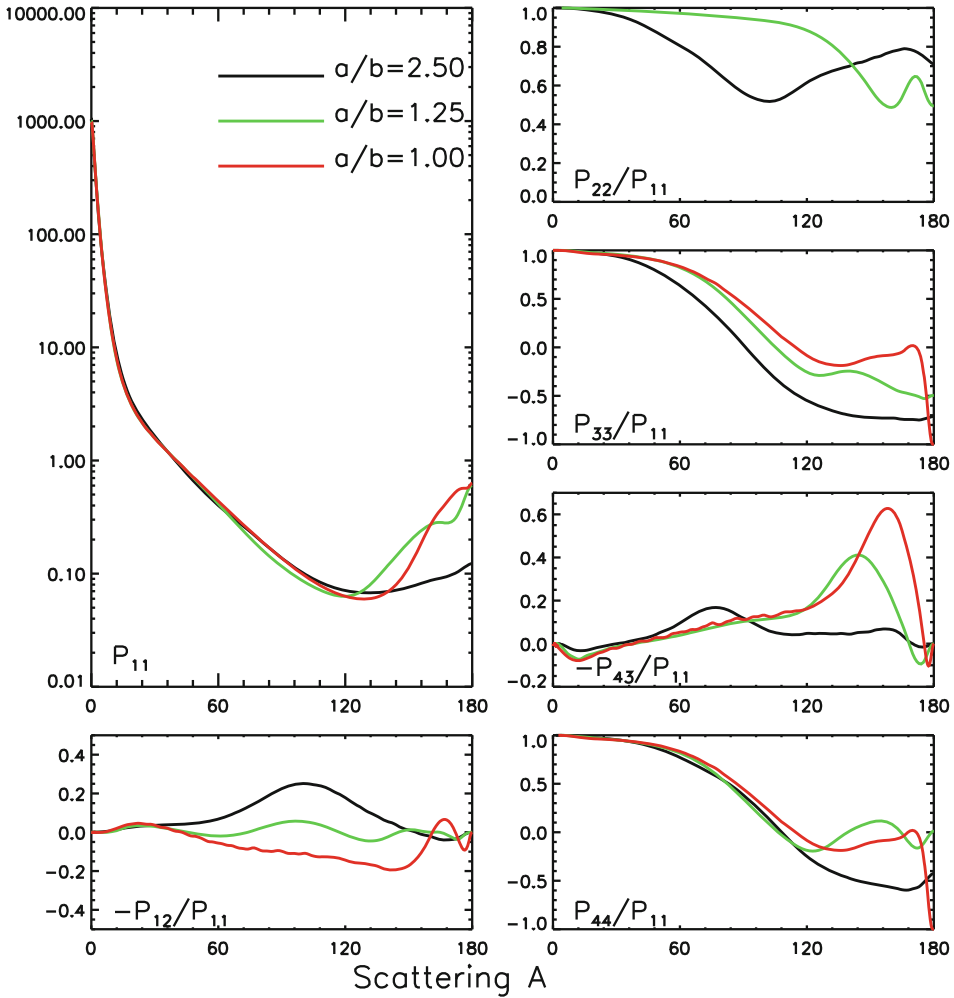 10000.00
1000.00
100.00
10.00
1.00
0.10
0.01
a/b=2.50
a/b=1.25
a/b=1.00
P11
0 60 120 180
1.0
0.8
0.6
0.4
0.2
0.0
P22/P11
0 60 120 180
1.0
0.5
0.0
−0.5
−1.0
P33/P11
0 60 120 180
0.6
0.4
0.2
0.0
−0.2
−P43/P11
0 60 120 180
0.4
0.2
0.0
−0.2
−0.4
−P12/P11
0 60 120 180
1.0
0.5
0.0
−0.5
−1.0
P44/P11
0 60 120 180
Scattering A